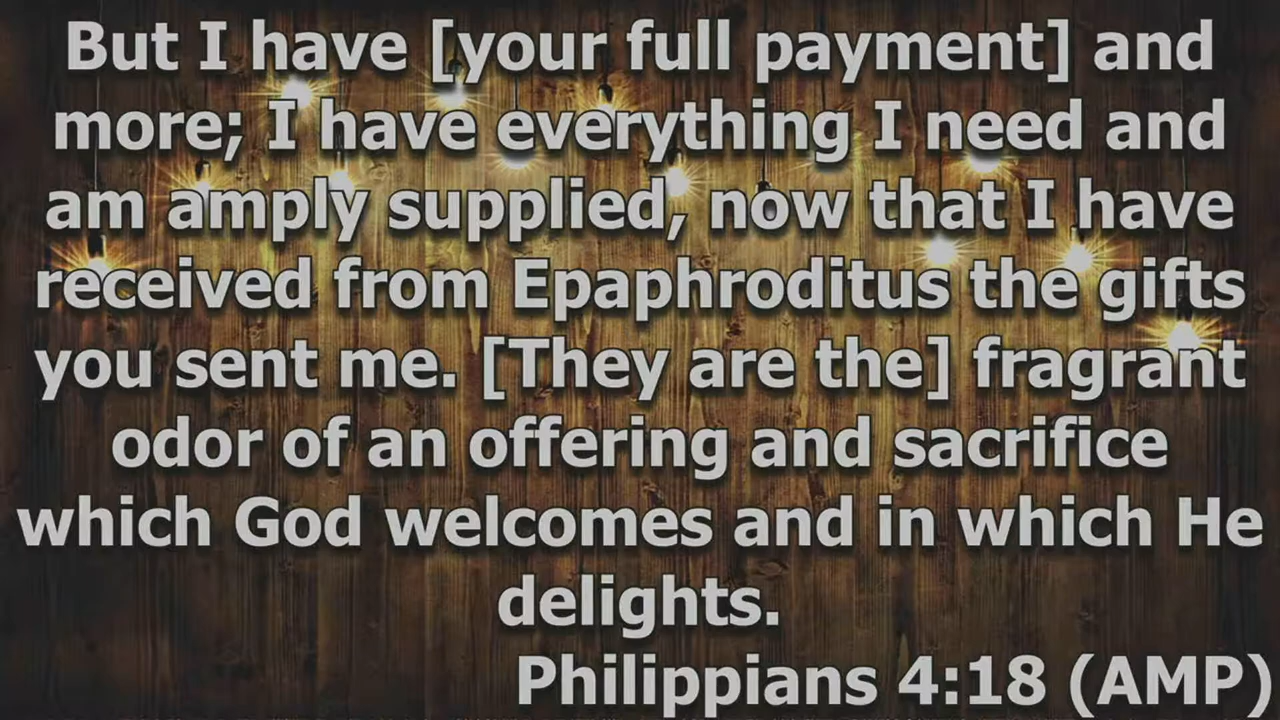 But I have [your full payment] and
more; I have everything I need and
am amply supplied, now that I have
received from Epaphroditus the gifts
you sent me. [They are the] fragrant
odor of an offering and sacrifice
which God welcomes and in which He
delights.
Philippians 4:18 (AMP)